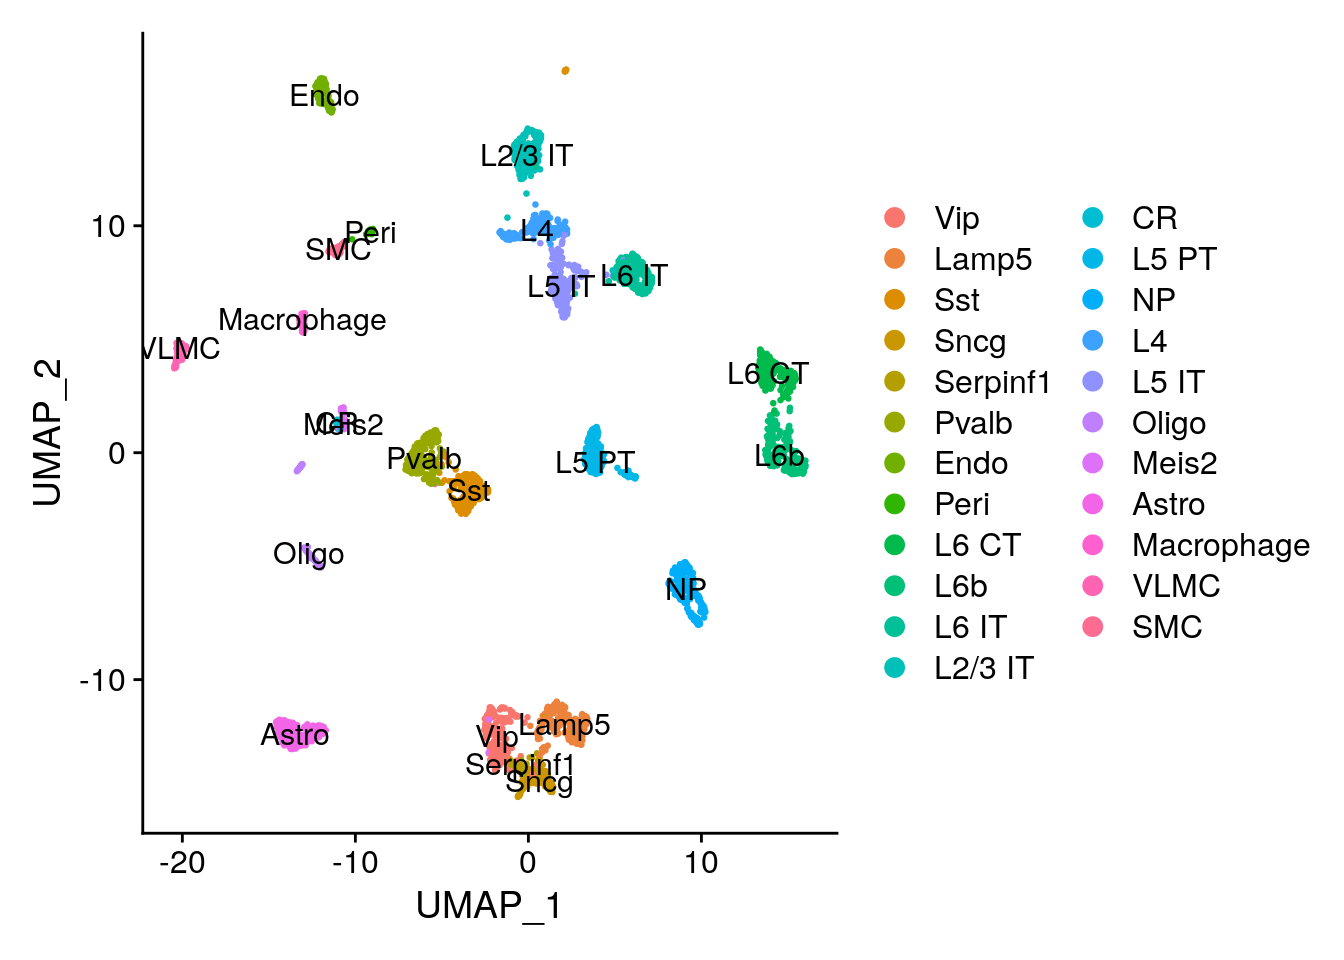 Endo
L2/3 IT
10
Peri
L4
SMC
L6 IT
L5 IT
Macrophage
VLMC
L6 CT
Meis2
CR
0
Pvalb
L5 PT
L6b
Sst
Oligo
NP
-10
Lamp5
Astro
Vip
Serpinf1
Sncg
-20
-10
0
10
UMAP_1
UMAP_2
Vip
Lamp5
Sst
Sncg
Serpinf1
Pvalb
Endo
Peri
L6 CT
L6b
L6 IT
L2/3 IT
CR
L5 PT
NP
L4
L5 IT
Oligo
Meis2
Astro
Macrophage
VLMC
SMC